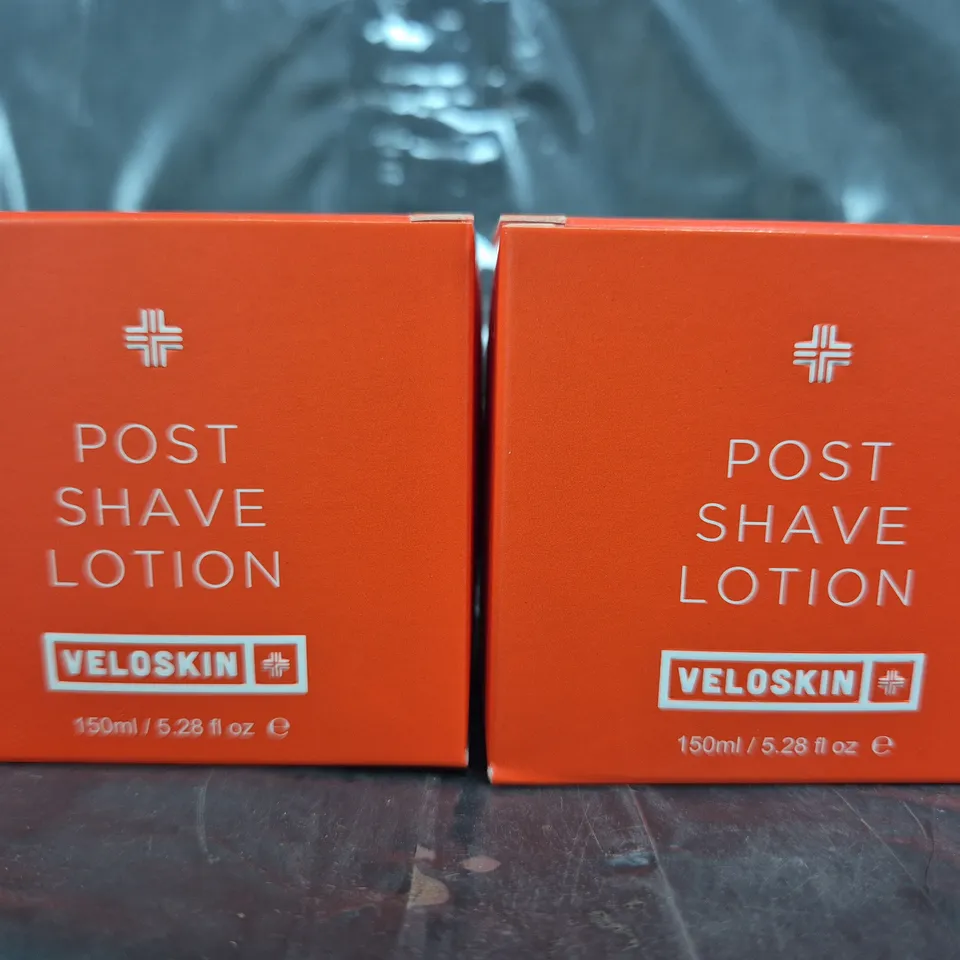 POST
SHAVE
LOTION
VELOSKIN
150ml / 5.28 fl oz ℮
POST
SHAVE
LOTION
VELOSKIN
150ml / 5.28 fl oz ℮